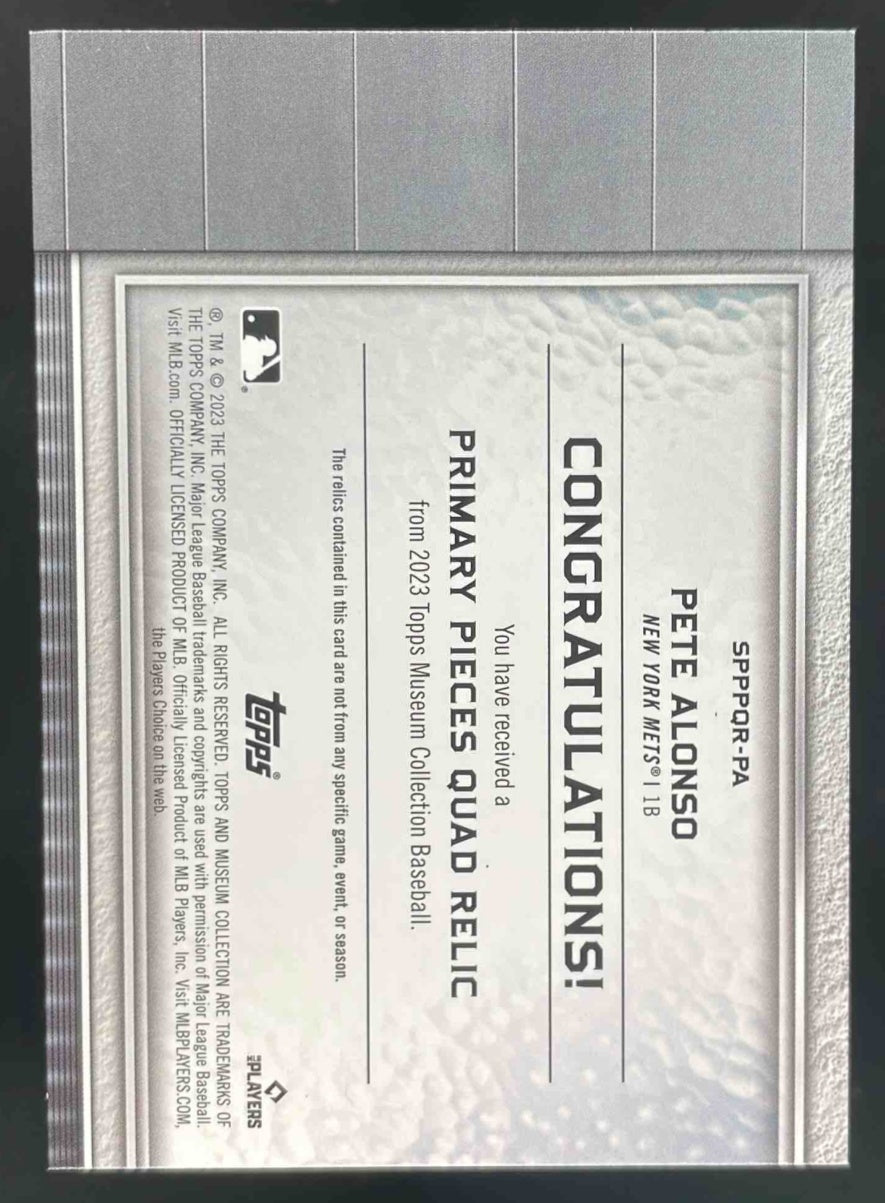 SPPPQR-PA
PETE ALONSO
NEW YORK METS® | 1B
CONGRATULATIONS!
You have received a
PRIMARY PIECES QUAD RELIC
from 2023 Topps Museum Collection Baseball.
The relics contained in this card are not from any specific game, event, or season.
topps®
MLB PLAYERS
®, TM & © 2023 THE TOPPS COMPANY, INC. ALL RIGHTS RESERVED. TOPPS AND MUSEUM COLLECTION ARE TRADEMARKS OF
THE TOPPS COMPANY, INC. Major League Baseball trademarks and copyrights are used with permission of Major League Baseball.
Visit MLB.com. OFFICIALLY LICENSED PRODUCT OF MLB. Officially Licensed Product of MLB Players, Inc. Visit MLBPLAYERS.COM,
the Players Choice on the web.